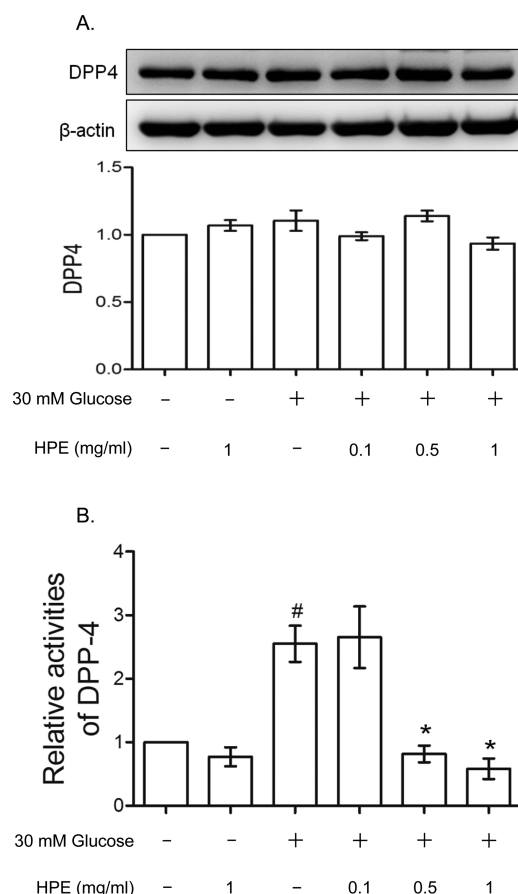 A.
DPP4
β-actin
1.5
1.0
0.5
0.0
DPP4
30 mM Glucose − − + + + +
HPE (mg/ml) − 1 − 0.1 0.5 1
B.
4
3
2
1
0
Relative activities
of DPP-4
#
*
*
30 mM Glucose − − + + + +
HPE (mg/ml) − 1 − 0.1 0.5 1